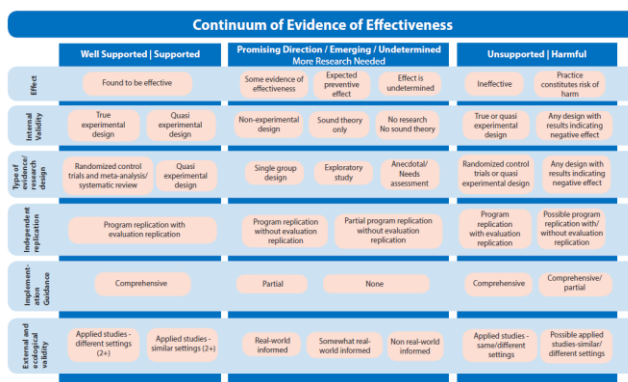 Continuum of Evidence of Effectiveness
Well Supported | Supported
Promising Direction / Emerging / Undetermined
More Research Needed
Unsupported | Harmful
Effect
Found to be effective
Some evidence of
effectiveness
Expected
preventive
effect
Effect is
undetermined
Ineffective
Practice
constitutes risk of
harm
Internal
Validity
True
experimental
design
Quasi
experimental
design
Non-experimental
design
Sound theory
only
No research
No sound theory
True or quasi
experimental
design
Any design with
results indicating
negative effect
Type of
evidence/
research
design
Randomized control
trials and meta-analysis/
systematic review
Quasi
experimental
design
Single group
design
Exploratory
study
Anecdotal/
Needs
assessment
Randomized control
trials or quasi
experimental design
Any design with
results indicating
negative effect
Independent
replication
Program replication with
evaluation replication
Program replication
without evaluation
replication
Partial program replication
without evaluation
replication
Program
replication
with evaluation
replication
Possible program
replication with/
without evaluation
replication
Implement-
ation
Guidance
Comprehensive
Partial
None
Comprehensive
Comprehensive/
partial
External and
ecological
validity
Applied studies -
different settings
(2+)
Applied studies -
similar settings (2+)
Real-world
informed
Somewhat real-
world informed
Non real-world
informed
Applied studies -
same/different
settings
Possible applied
studies-similar/
different settings